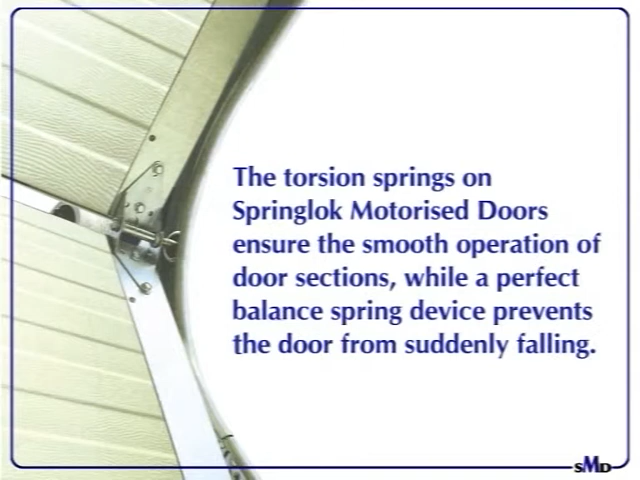 The torsion springs on
Springlok Motorised Doors
ensure the smooth operation of
door sections, while a perfect
balance spring device prevents
the door from suddenly falling.
SMD